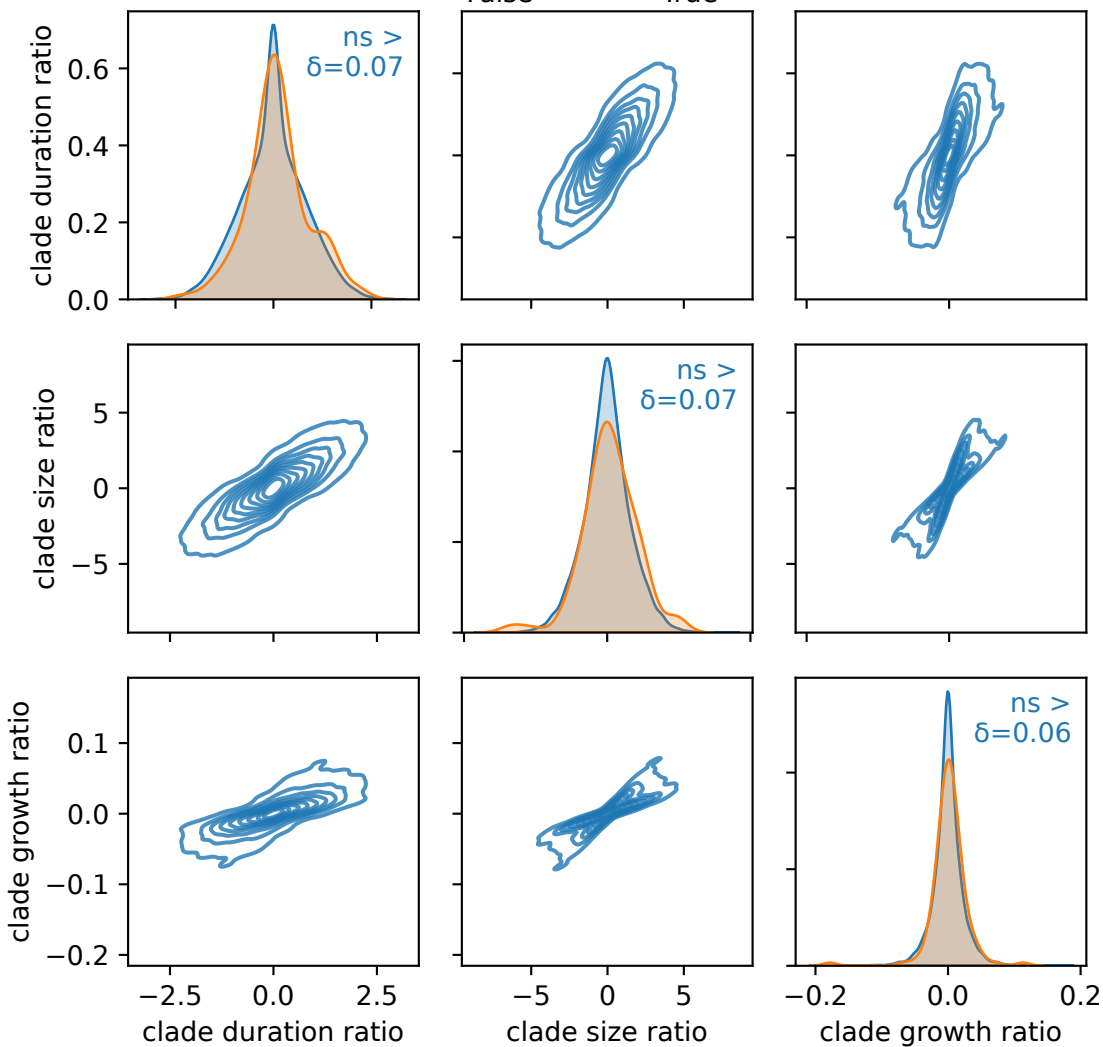 clade duration ratio
0.6
0.4
0.2
0.0
ns >
δ=0.07
clade size ratio
5
0
−5
ns >
δ=0.07
clade growth ratio
0.1
0.0
−0.1
−0.2
ns >
δ=0.06
−2.5 0.0 2.5
−5 0 5
−0.2 0.0 0.2
clade duration ratio
clade size ratio
clade growth ratio